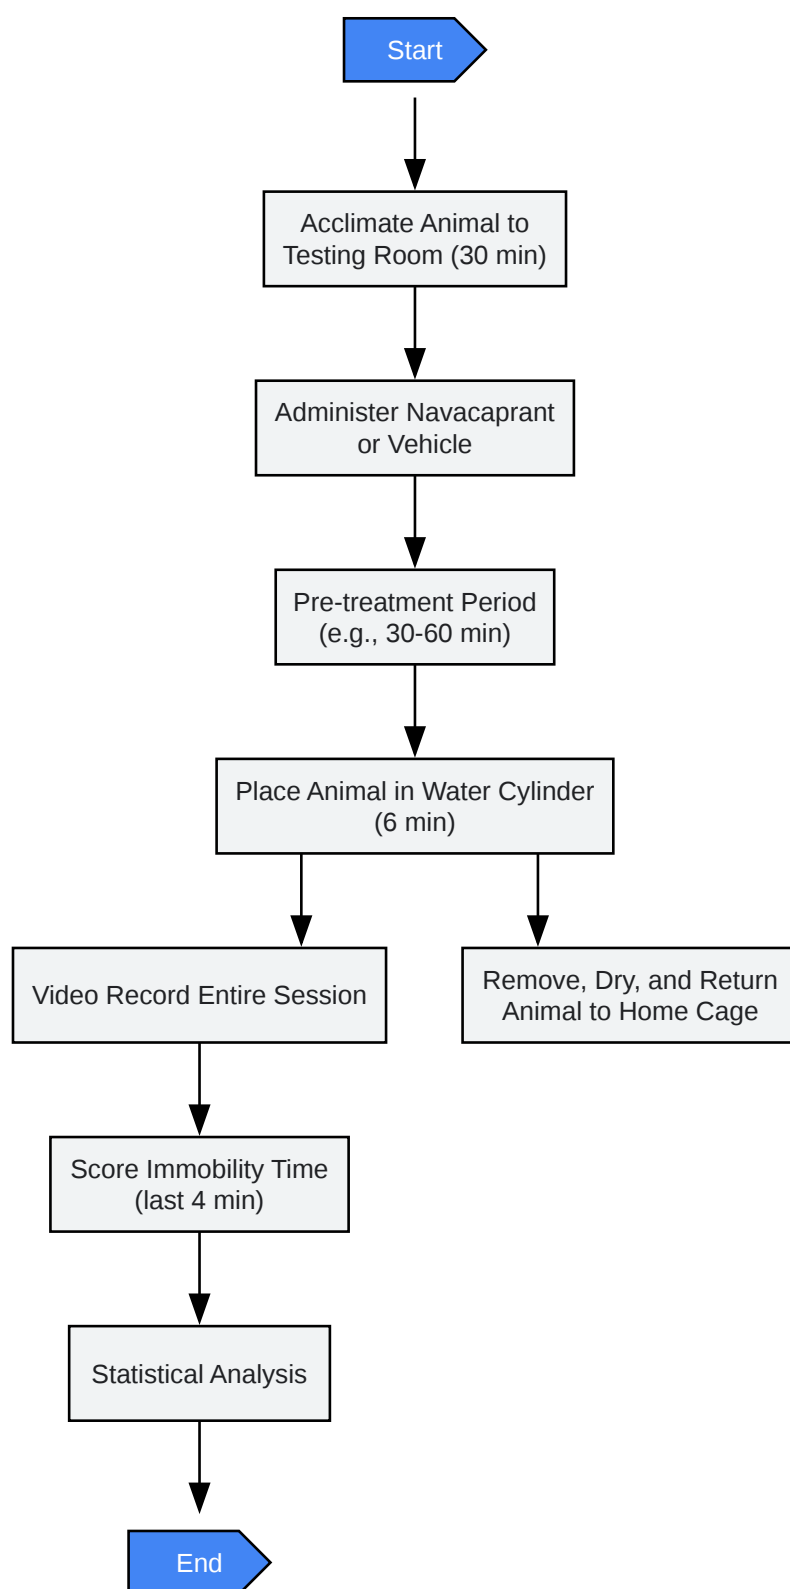 Start
Acclimate Animal to
Testing Room (30 min)
Administer Navacaprant
or Vehicle
Pre-treatment Period
(e.g., 30-60 min)
Place Animal in Water Cylinder
(6 min)
Video Record Entire Session
Remove, Dry, and Return
Animal to Home Cage
Score Immobility Time
(last 4 min)
Statistical Analysis
End